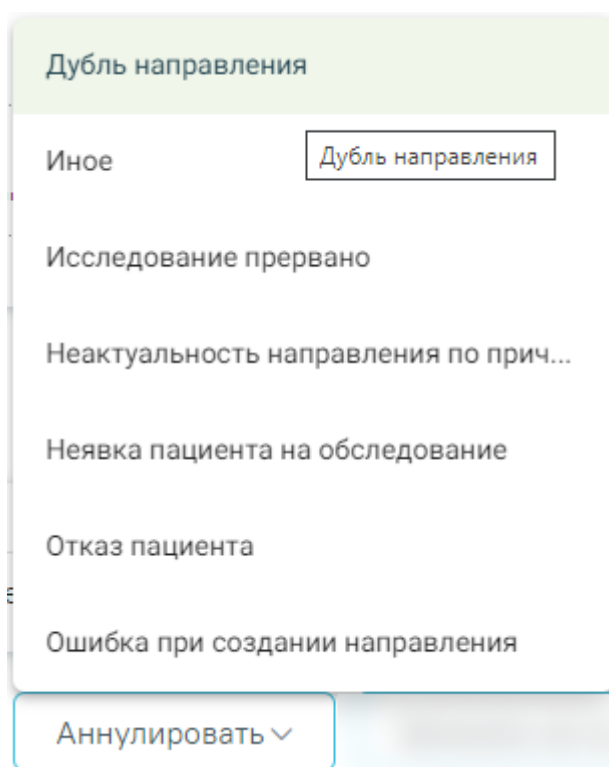 Дубль направления
Иное
Дубль направления
Исследование прервано
Неактуальность направления по прич...
Неявка пациента на обследование
Отказ пациента
Ошибка при создании направления
Аннулировать